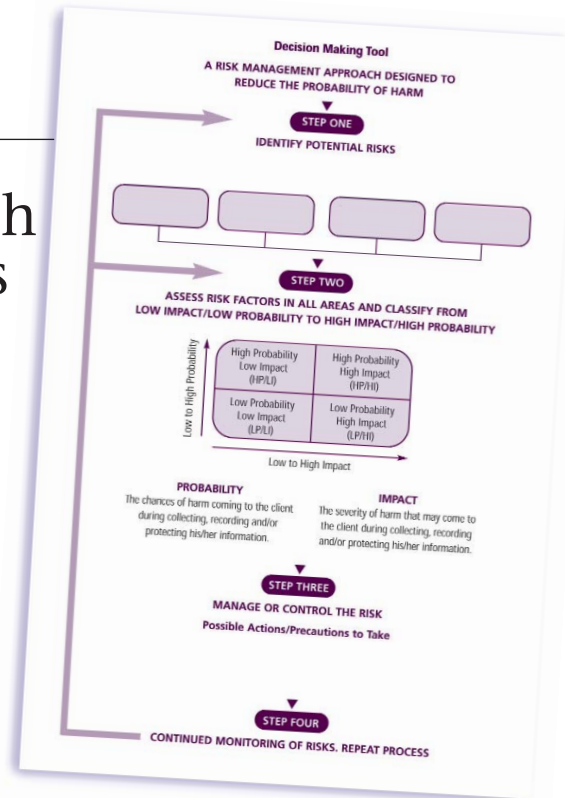 h
s
Decision Making Tool
A RISK MANAGEMENT APPROACH DESIGNED TO
REDUCE THE PROBABILITY OF HARM
STEP ONE
IDENTIFY POTENTIAL RISKS
STEP TWO
ASSESS RISK FACTORS IN ALL AREAS AND CLASSIFY FROM
LOW IMPACT/LOW PROBABILITY TO HIGH IMPACT/HIGH PROBABILITY
Low to High Probability
High Probability
Low Impact
(HP/LI)
High Probability
High Impact
(HP/HI)
Low Probability
Low Impact
(LP/LI)
Low Probability
High Impact
(LP/HI)
Low to High Impact
PROBABILITY
The chances of harm coming to the client
during collecting, recording and/or
protecting his/her information.
IMPACT
The severity of harm that may come to
the client during collecting, recording
and/or protecting his/her information.
STEP THREE
MANAGE OR CONTROL THE RISK
Possible Actions/Precautions to Take
STEP FOUR
CONTINUED MONITORING OF RISKS. REPEAT PROCESS